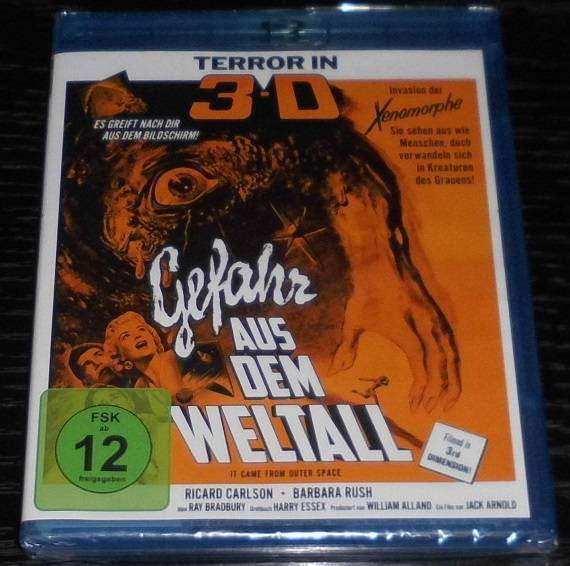 TERROR IN
3-D
ES GREIFT NACH DIR
AUS DEM BILDSCHIRM!
Invasion der
Xenomorphe
Sie sehen aus wie
Menschen, doch
verwandeln sich
in Kreaturen
des Grauens!
Gefahr
AUS
DEM
WELTALL
FSK
ab
12
freigegeben
Filmed in
3rd
DIMENSION!
IT CAME FROM OUTER SPACE
RICARD CARLSON · BARBARA RUSH
Von RAY BRADBURY Drehbuch HARRY ESSEX Produziert von WILLIAM ALLAND Ein Film von JACK ARNOLD